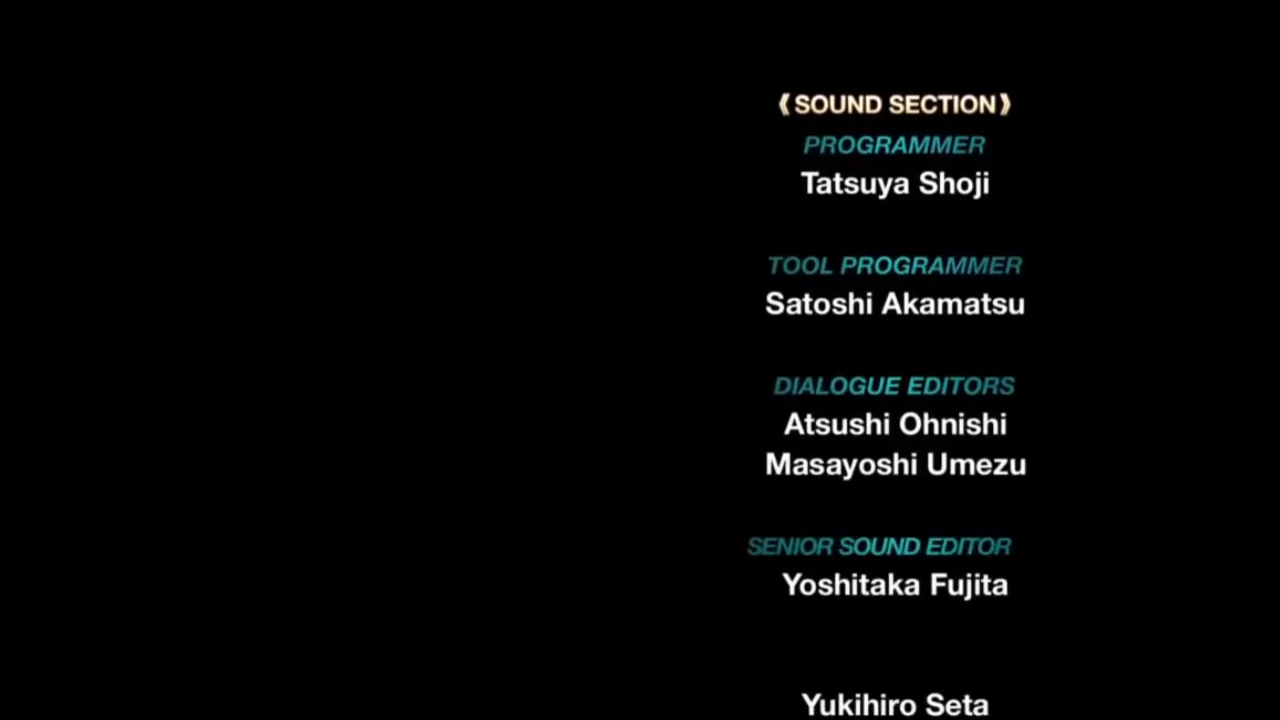 《SOUND SECTION》
PROGRAMMER
Tatsuya Shoji
TOOL PROGRAMMER
Satoshi Akamatsu
DIALOGUE EDITORS
Atsushi Ohnishi
Masayoshi Umezu
SENIOR SOUND EDITOR
Yoshitaka Fujita
Yukihiro Seta